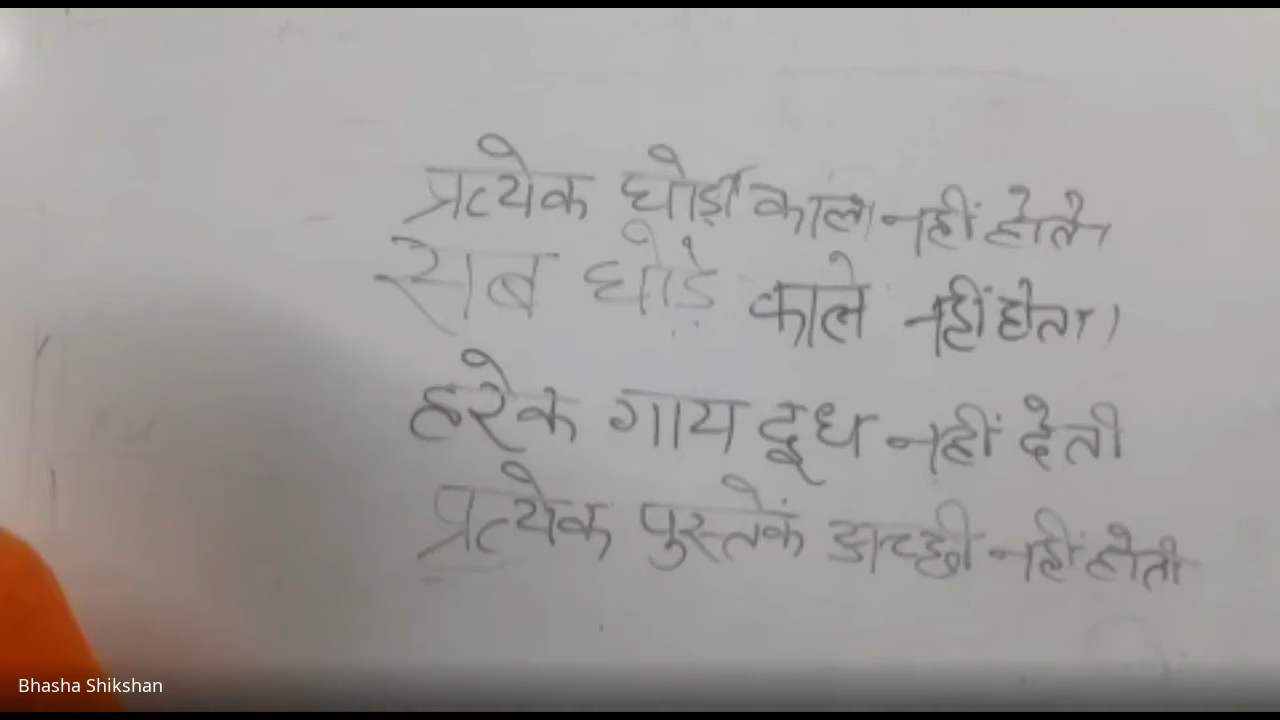 प्रत्येक घोड़ा काला नहीं होते,
सब घोड़े काले नहीं होता।
हरेक गाय दूध नहीं देती
प्रत्येक पुस्तकें अच्छी नहीं होती
Bhasha Shikshan